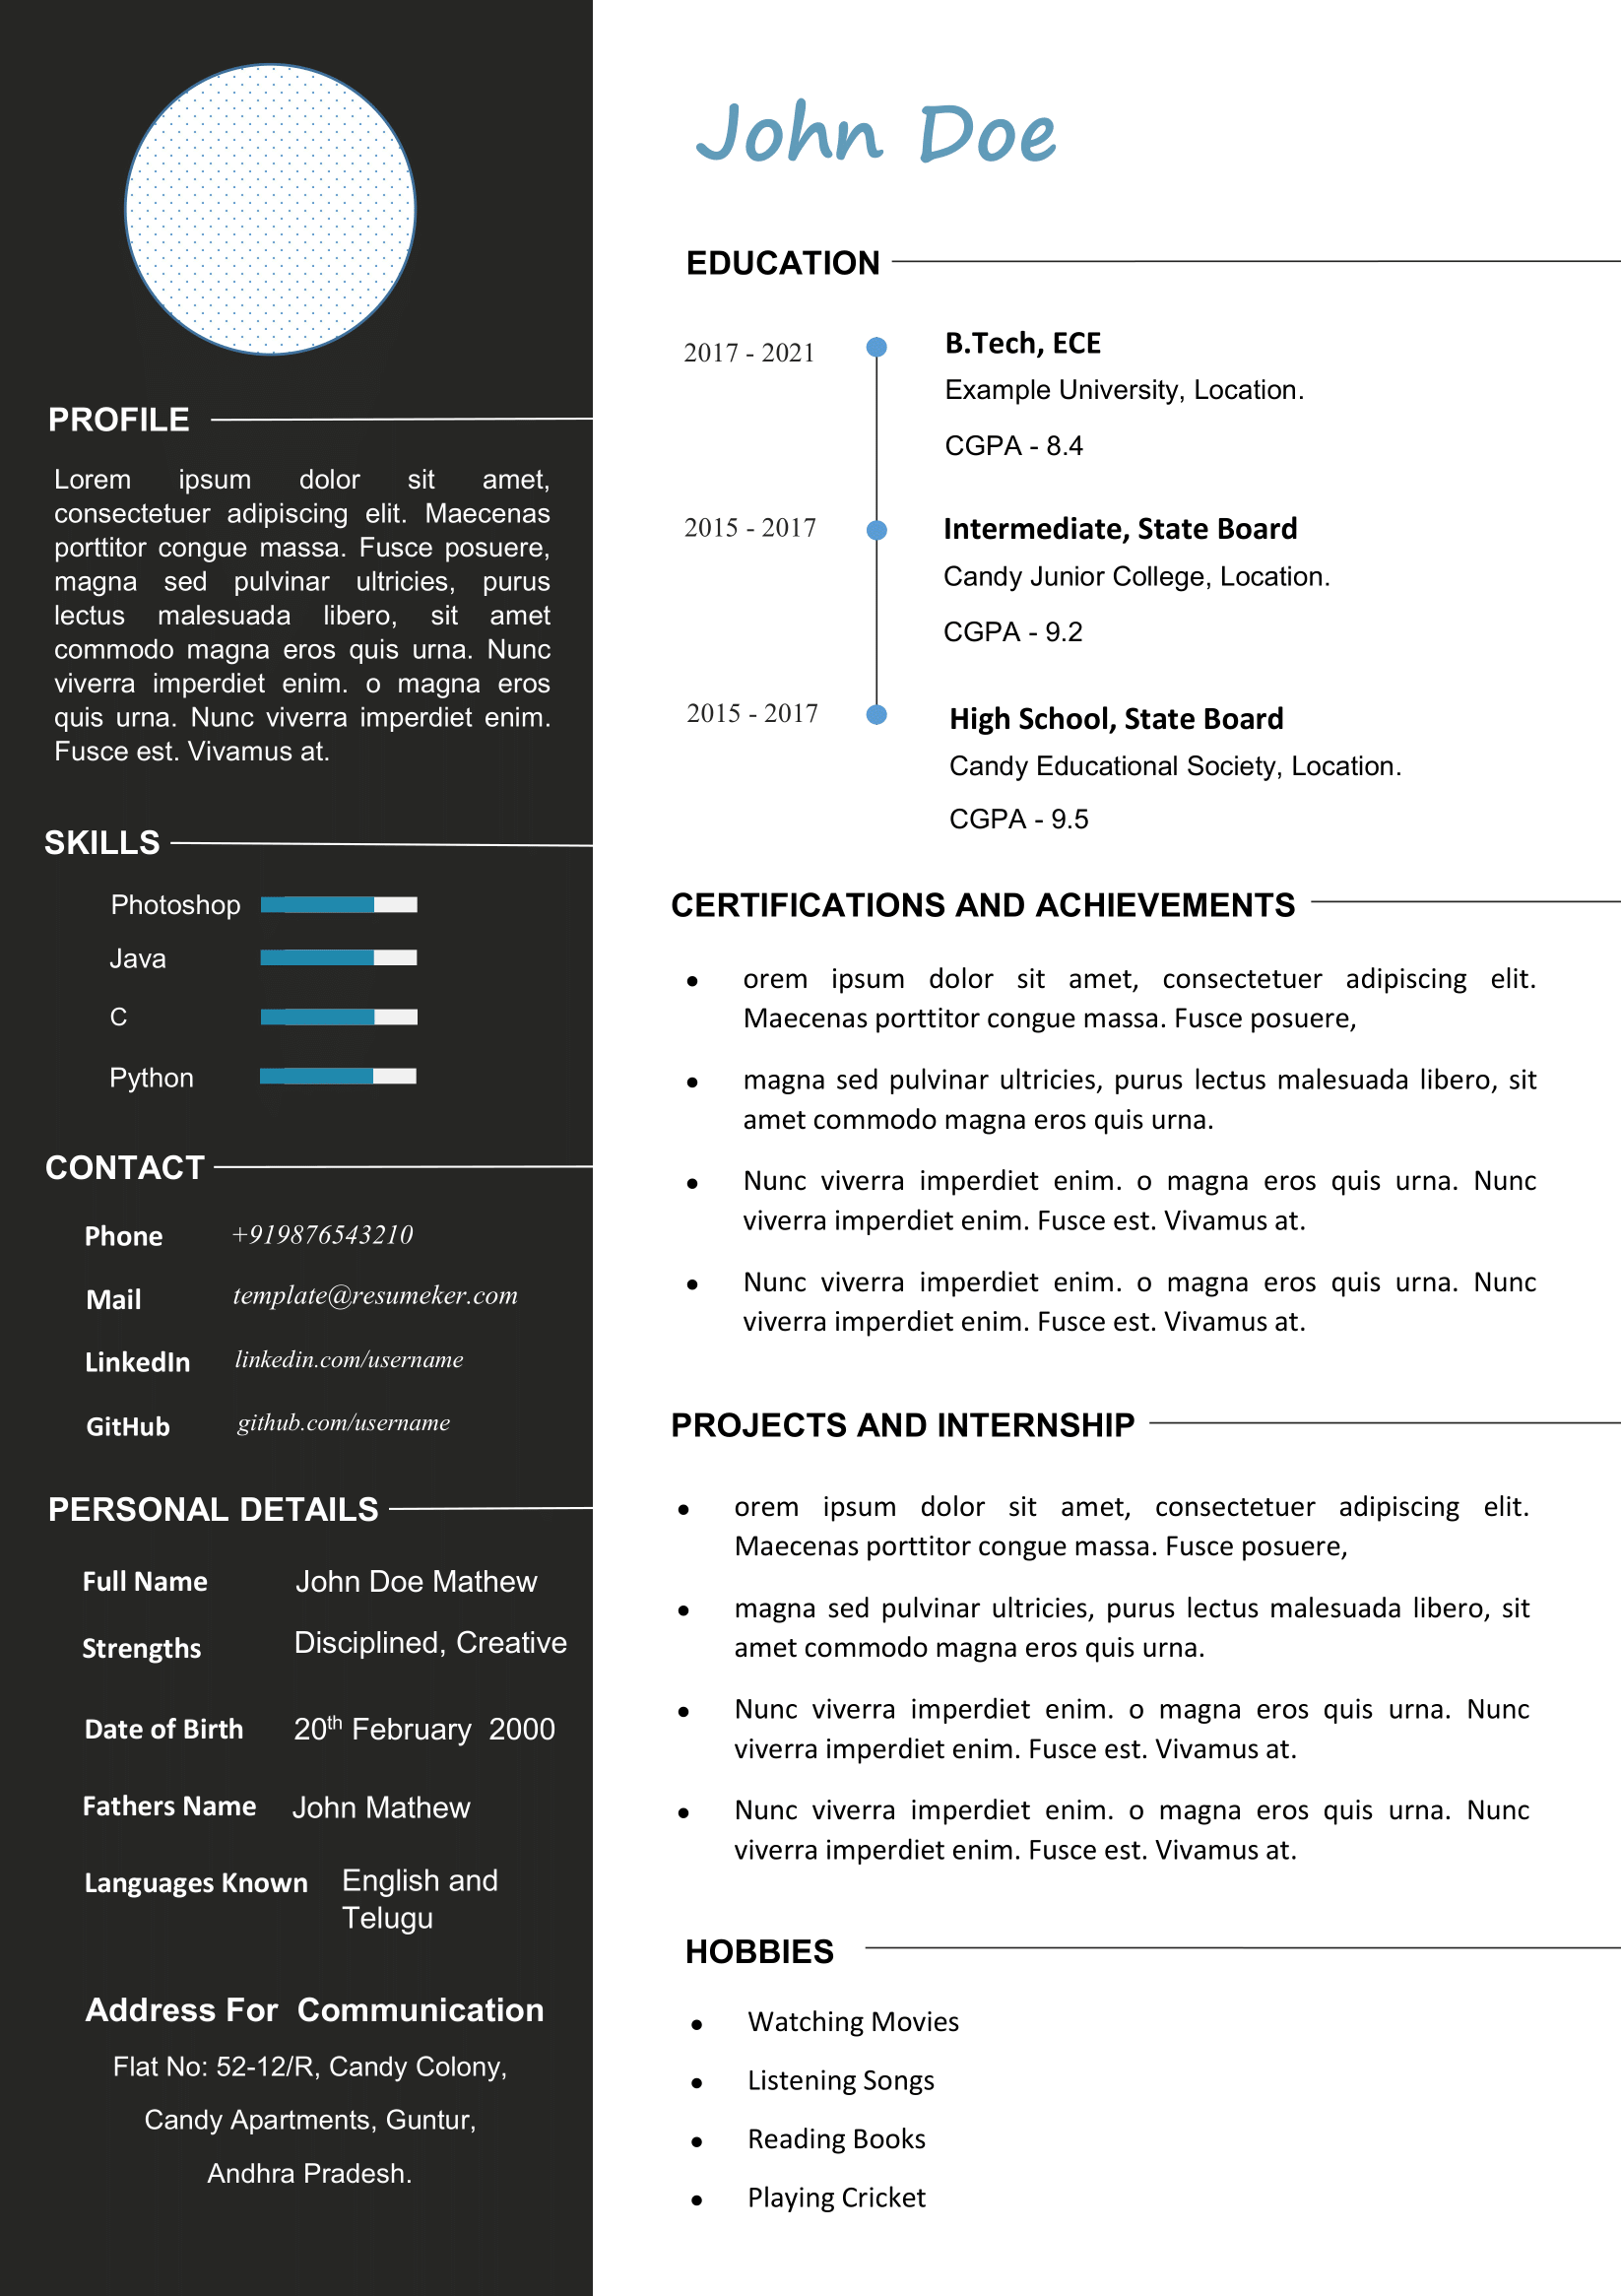 John Doe
PROFILE
Lorem ipsum dolor sit amet,
consectetuer adipiscing elit. Maecenas
porttitor congue massa. Fusce posuere,
magna sed pulvinar ultricies, purus
lectus malesuada libero, sit amet
commodo magna eros quis urna. Nunc
viverra imperdiet enim. o magna eros
quis urna. Nunc viverra imperdiet enim.
Fusce est. Vivamus at.
SKILLS
Photoshop
Java
C
Python
CONTACT
Phone +919876543210
Mail template@resumeker.com
LinkedIn linkedin.com/username
GitHub github.com/username
PERSONAL DETAILS
Full Name John Doe Mathew
Strengths Disciplined, Creative
Date of Birth 20th February 2000
Fathers Name John Mathew
Languages Known English and
Telugu
Address For Communication
Flat No: 52-12/R, Candy Colony,
Candy Apartments, Guntur,
Andhra Pradesh.
EDUCATION
2017 - 2021 B.Tech, ECE
Example University, Location.
CGPA - 8.4
2015 - 2017 Intermediate, State Board
Candy Junior College, Location.
CGPA - 9.2
2015 - 2017 High School, State Board
Candy Educational Society, Location.
CGPA - 9.5
CERTIFICATIONS AND ACHIEVEMENTS
• orem ipsum dolor sit amet, consectetuer adipiscing elit.
Maecenas porttitor congue massa. Fusce posuere,
• magna sed pulvinar ultricies, purus lectus malesuada libero, sit
amet commodo magna eros quis urna.
• Nunc viverra imperdiet enim. o magna eros quis urna. Nunc
viverra imperdiet enim. Fusce est. Vivamus at.
• Nunc viverra imperdiet enim. o magna eros quis urna. Nunc
viverra imperdiet enim. Fusce est. Vivamus at.
PROJECTS AND INTERNSHIP
• orem ipsum dolor sit amet, consectetuer adipiscing elit.
Maecenas porttitor congue massa. Fusce posuere,
• magna sed pulvinar ultricies, purus lectus malesuada libero, sit
amet commodo magna eros quis urna.
• Nunc viverra imperdiet enim. o magna eros quis urna. Nunc
viverra imperdiet enim. Fusce est. Vivamus at.
• Nunc viverra imperdiet enim. o magna eros quis urna. Nunc
viverra imperdiet enim. Fusce est. Vivamus at.
HOBBIES
• Watching Movies
• Listening Songs
• Reading Books
• Playing Cricket